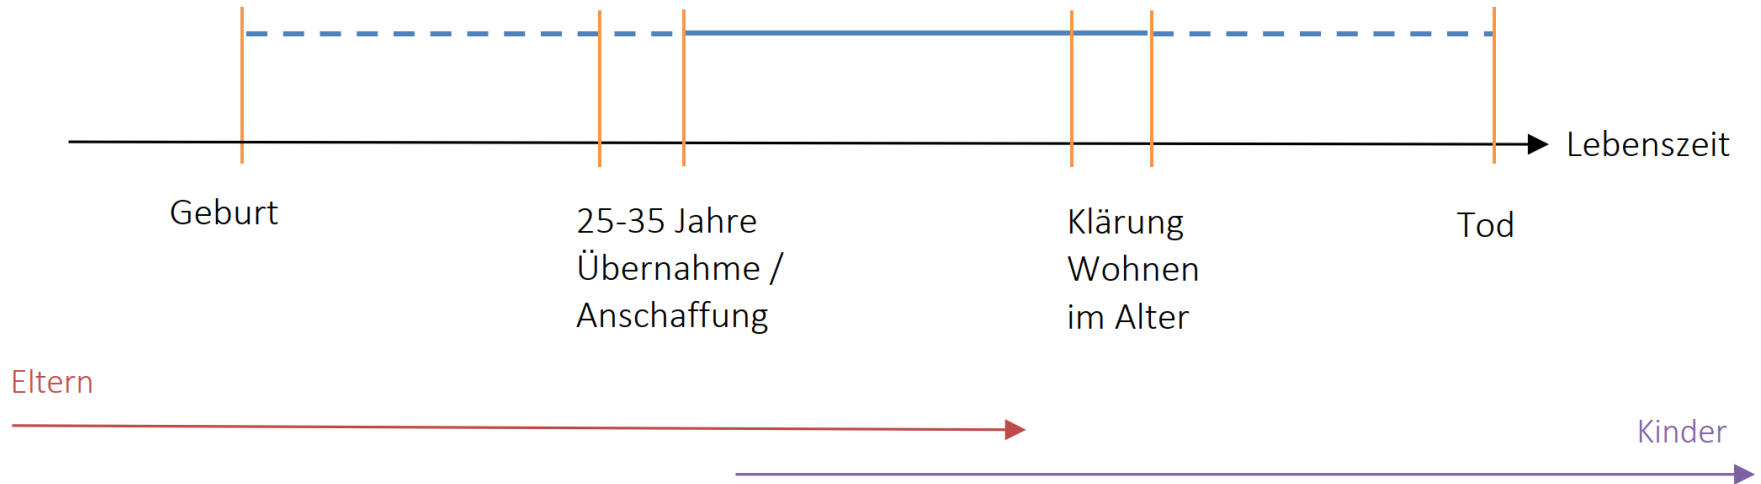 Lebenszeit
Geburt
25-35 Jahre
Übernahme /
Anschaffung
Klärung
Wohnen
im Alter
Tod
Eltern
Kinder